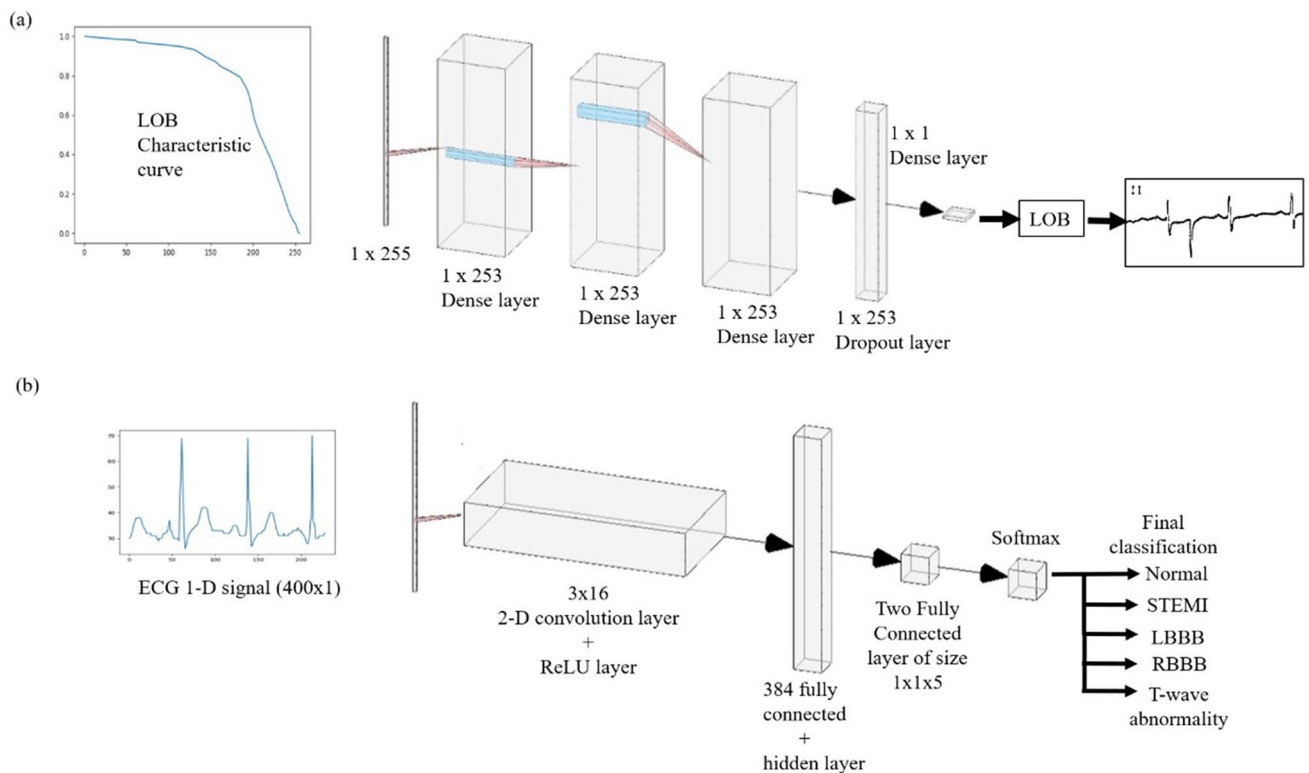 (a)
1.0
0.8
0.6
0.4
0.2
0.0
0
50
100
150
200
250
LOB
Characteristic
curve
1 x 255
1 x 253
Dense layer
1 x 253
Dense layer
1 x 253
Dense layer
1 x 253
Dropout layer
1 x 1
Dense layer
LOB
II
(b)
70
60
50
40
30
0
50
100
150
200
ECG 1-D signal (400x1)
3x16
2-D convolution layer
+
ReLU layer
384 fully
connected
+
hidden layer
Two Fully
Connected
layer of size
1x1x5
Softmax
Final
classification
Normal
STEMI
LBBB
RBBB
T-wave
abnormality